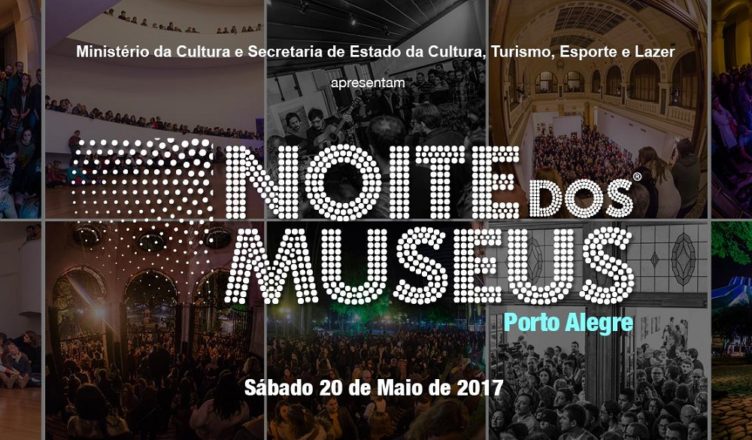 Ministério da Cultura e Secretaria de Estado da Cultura, Turismo, Esporte e Lazer
apresentam
NOITE DOS®
MUSEUS
Porto Alegre
Sábado 20 de Maio de 2017